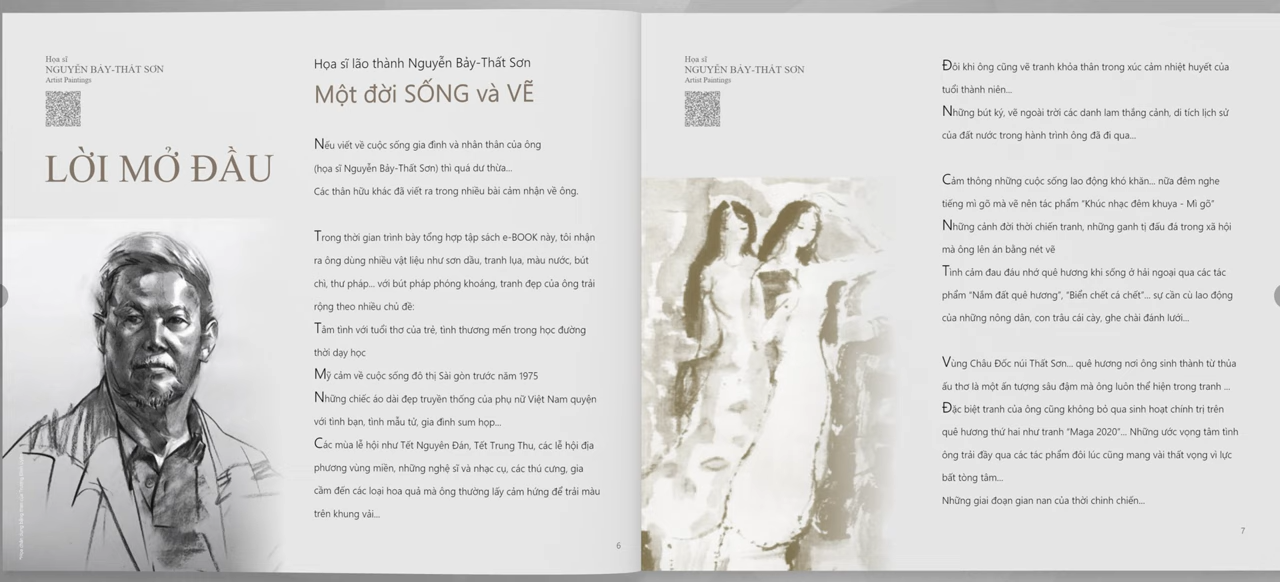 Họa sĩ
NGUYỄN BẢY-THẤT SƠN
Artist Paintings
LỜI MỞ ĐẦU
Họa sĩ lão thành Nguyễn Bảy-Thất Sơn
Một đời SỐNG và VẼ
Nếu viết về cuộc sống gia đình và nhân thân của ông
(họa sĩ Nguyễn Bảy-Thất Sơn) thì quá dư thừa...
Các thân hữu khác đã viết ra trong nhiều bài cảm nhận về ông.
Trong thời gian trình bày tổng hợp tập sách e-BOOK này, tôi nhận
ra ông dùng nhiều vật liệu như sơn dầu, tranh lụa, màu nước, bút
chì, thư pháp... với bút pháp phóng khoáng, tranh đẹp của ông trải
rộng theo nhiều chủ đề:
Tâm tình với tuổi thơ của trẻ, tình thương mến trong học đường
thời dạy học
Mỹ cảm về cuộc sống đô thị Sài gòn trước năm 1975
Những chiếc áo dài đẹp truyền thống của phụ nữ Việt Nam quyện
với tình bạn, tình mẫu tử, gia đình sum họp...
Các mùa lễ hội như Tết Nguyên Đán, Tết Trung Thu, các lễ hội địa
phương vùng miền, những nghệ sĩ và nhạc cụ, các thú cưng, gia
cầm đến các loại hoa quả mà ông thường lấy cảm hứng để trải màu
trên khung vải...
6
Họa sĩ
NGUYỄN BẢY-THẤT SƠN
Artist Paintings
Đôi khi ông cũng vẽ tranh khỏa thân trong xúc cảm nhiệt huyết của
tuổi thành niên...
Những bút ký, vẽ ngoài trời các danh lam thắng cảnh, di tích lịch sử
của đất nước trong hành trình ông đã đi qua...
Cảm thông những cuộc sống lao động khó khăn... nữa đêm nghe
tiếng mì gõ mà vẽ nên tác phẩm "Khúc nhạc đêm khuya - Mì gõ"
Những cảnh đời thời chiến tranh, những ganh tị đấu đá trong xã hội
mà ông lên án bằng nét vẽ
Tình cảm đau đáu nhớ quê hương khi sống ở hải ngoại qua các tác
phẩm "Nắm đất quê hương", "Biển chết cá chết"... sự cần cù lao động
của những nông dân, con trâu cái cày, ghe chài đánh lưới...
Vùng Châu Đốc núi Thất Sơn... quê hương nơi ông sinh thành từ thủa
ấu thơ là một ấn tượng sâu đậm mà ông luôn thể hiện trong tranh ...
Đặc biệt tranh của ông cũng không bỏ qua sinh hoạt chính trị trên
quê hương thứ hai như tranh "Maga 2020"... Những ước vọng tâm tình
ông trải đầy qua các tác phẩm đôi lúc cũng mang vài thất vọng vì lực
bất tòng tâm...
Những giai đoạn gian nan của thời chinh chiến...
7